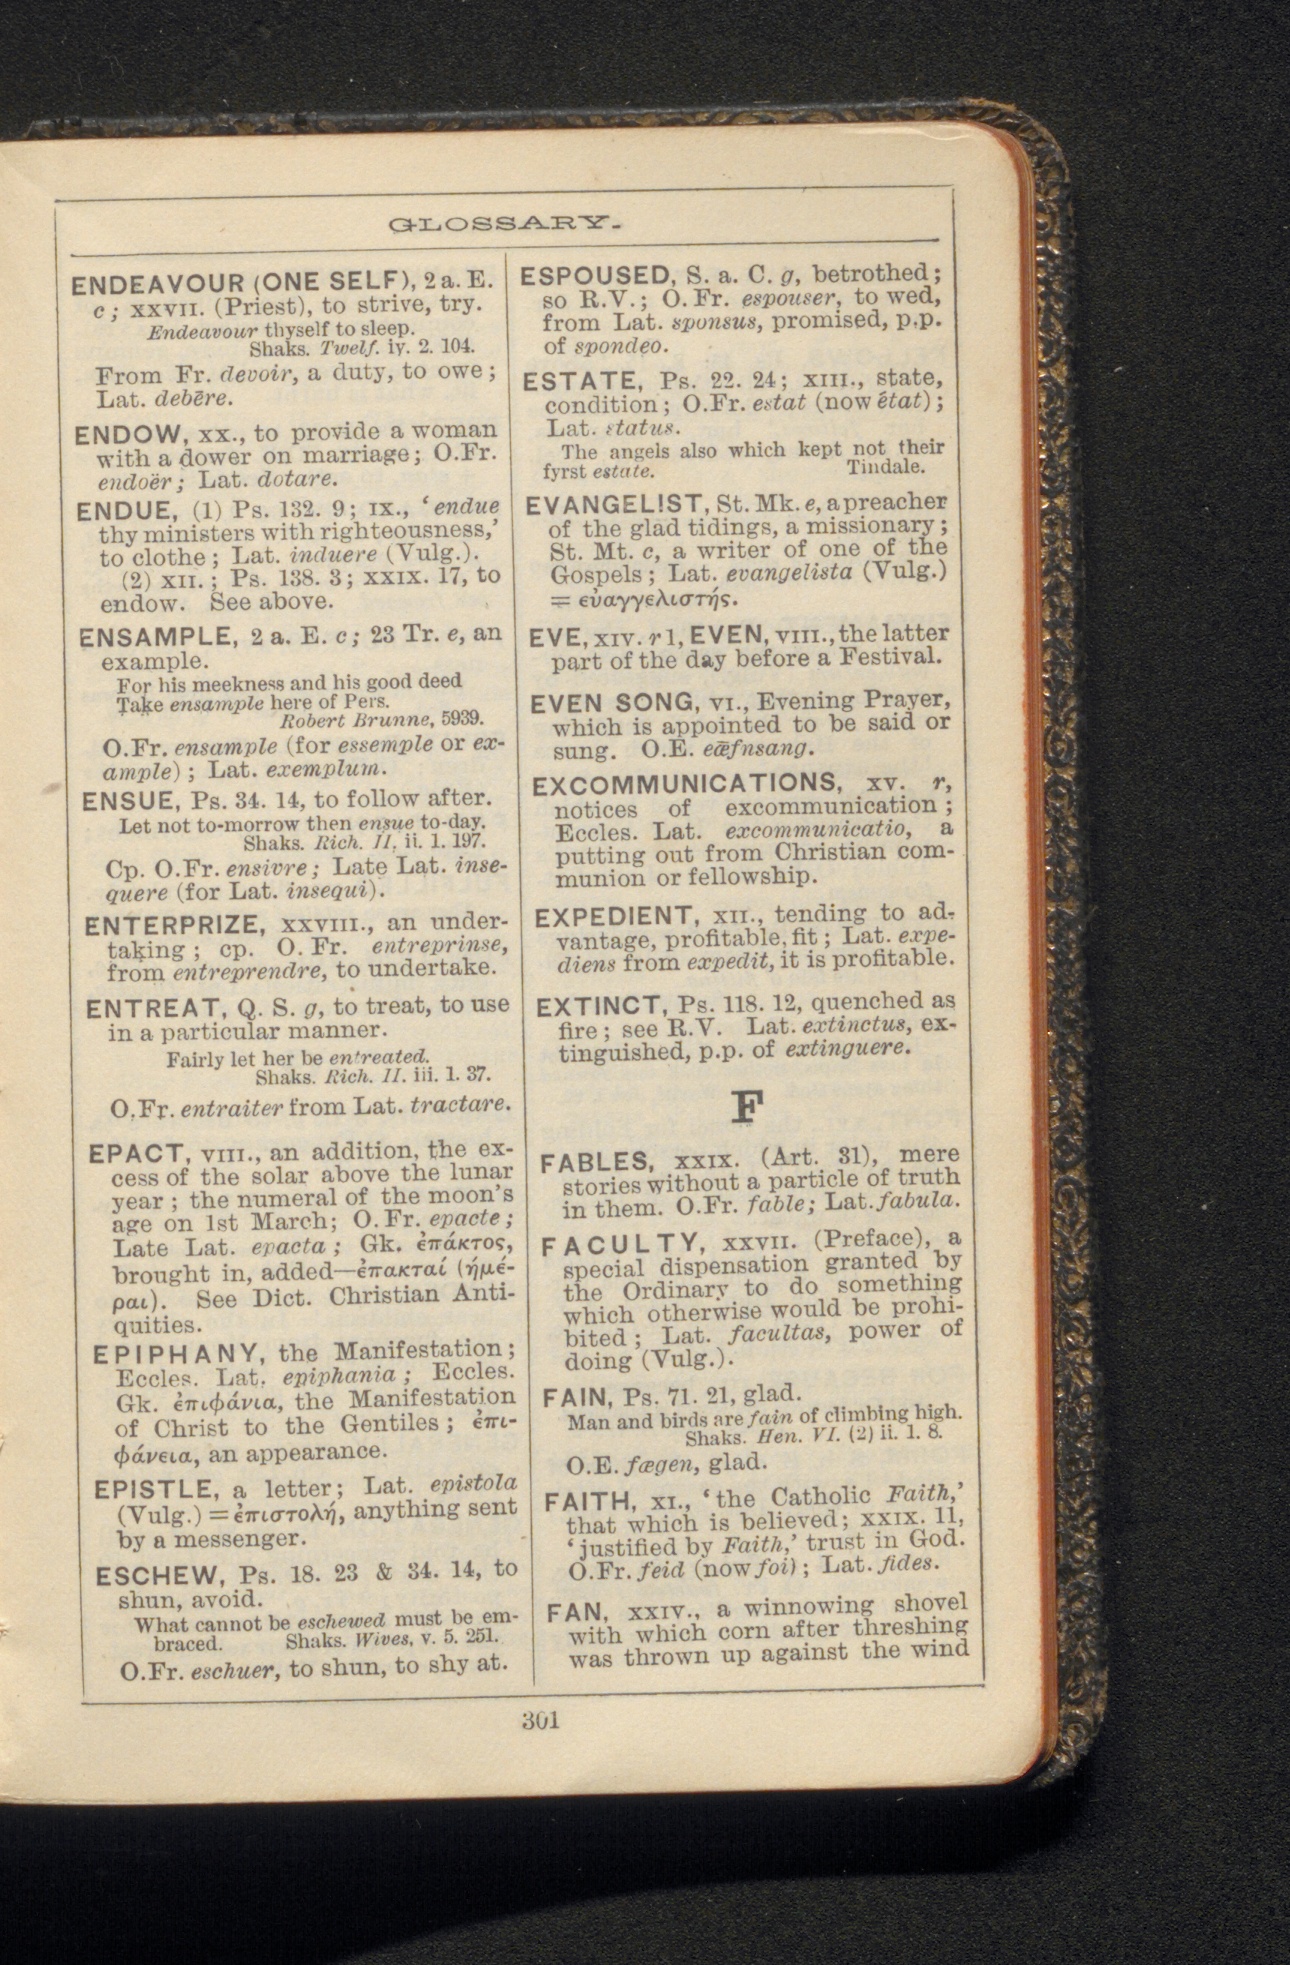 GLOSSARY.
ENDEAVOUR (ONE SELF), 2 a. E.
c; XXVII. (Priest), to strive, try.
Endeavour thyself to sleep.
Shaks. Twelf. iv. 2. 104.
From Fr. devoir, a duty, to owe;
Lat. debēre.
ENDOW, XX., to provide a woman
with a dower on marriage; O.Fr.
endoër; Lat. dotare.
ENDUE, (1) Ps. 132. 9; IX., ‘endue
thy ministers with righteousness,’
to clothe; Lat. induere (Vulg.).
(2) XII.; Ps. 138. 3; XXIX. 17, to
endow. See above.
ENSAMPLE, 2 a. E. c; 23 Tr. e, an
example.
For his meekness and his good deed
Take ensample here of Pers.
Robert Brunne, 5939.
O.Fr. ensample (for essemple or ex-
ample); Lat. exemplum.
ENSUE, Ps. 34. 14, to follow after.
Let not to-morrow then ensue to-day.
Shaks. Rich. II. ii. 1. 197.
Cp. O.Fr. ensivre; Late Lat. inse-
quere (for Lat. insequi).
ENTERPRIZE, XXVIII., an under-
taking; cp. O. Fr. entreprinse,
from entreprendre, to undertake.
ENTREAT, Q. S. g, to treat, to use
in a particular manner.
Fairly let her be entreated.
Shaks. Rich. II. iii. 1. 37.
O.Fr. entraiter from Lat. tractare.
EPACT, VIII., an addition, the ex-
cess of the solar above the lunar
year; the numeral of the moon's
age on 1st March; O. Fr. epacte;
Late Lat. epacta; Gk. ἐπάκτος,
brought in, added—ἐπακταί (ἡμέ-
ραι). See Dict. Christian Anti-
quities.
EPIPHANY, the Manifestation;
Eccles. Lat. epiphania; Eccles.
Gk. ἐπιφάνια, the Manifestation
of Christ to the Gentiles; ἐπι-
φάνεια, an appearance.
EPISTLE, a letter; Lat. epistola
(Vulg.) = ἐπιστολή, anything sent
by a messenger.
ESCHEW, Ps. 18. 23 & 34. 14, to
shun, avoid.
What cannot be eschewed must be em-
braced. Shaks. Wives, v. 5. 251.
O.Fr. eschuer, to shun, to shy at.
ESPOUSED, S. a. C. g, betrothed;
so R.V.; O. Fr. espouser, to wed,
from Lat. sponsus, promised, p.p.
of spondeo.
ESTATE, Ps. 22. 24; XIII., state,
condition; O.Fr. estat (now état);
Lat. status.
The angels also which kept not their
fyrst estate. Tindale.
EVANGELIST, St. Mk. e, a preacher
of the glad tidings, a missionary;
St. Mt. c, a writer of one of the
Gospels; Lat. evangelista (Vulg.)
= εὐαγγελιστής.
EVE, XIV. r 1, EVEN, VIII., the latter
part of the day before a Festival.
EVEN SONG, VI., Evening Prayer,
which is appointed to be said or
sung. O.E. eǣfnsang.
EXCOMMUNICATIONS, XV. r,
notices of excommunication;
Eccles. Lat. excommunicatio, a
putting out from Christian com-
munion or fellowship.
EXPEDIENT, XII., tending to ad-
vantage, profitable, fit; Lat. expe-
diens from expedit, it is profitable.
EXTINCT, Ps. 118. 12, quenched as
fire; see R.V. Lat. extinctus, ex-
tinguished, p.p. of extinguere.
F
FABLES, XXIX. (Art. 31), mere
stories without a particle of truth
in them. O.Fr. fable; Lat. fabula.
FACULTY, XXVII. (Preface), a
special dispensation granted by
the Ordinary to do something
which otherwise would be prohi-
bited; Lat. facultas, power of
doing (Vulg.).
FAIN, Ps. 71. 21, glad.
Man and birds are fain of climbing high.
Shaks. Hen. VI. (2) ii. 1. 8.
O.E. fægen, glad.
FAITH, XI., ‘the Catholic Faith,’
that which is believed; XXIX. 11,
‘justified by Faith,’ trust in God.
O.Fr. feid (now foi); Lat. fides.
FAN, XXIV., a winnowing shovel
with which corn after threshing
was thrown up against the wind
301